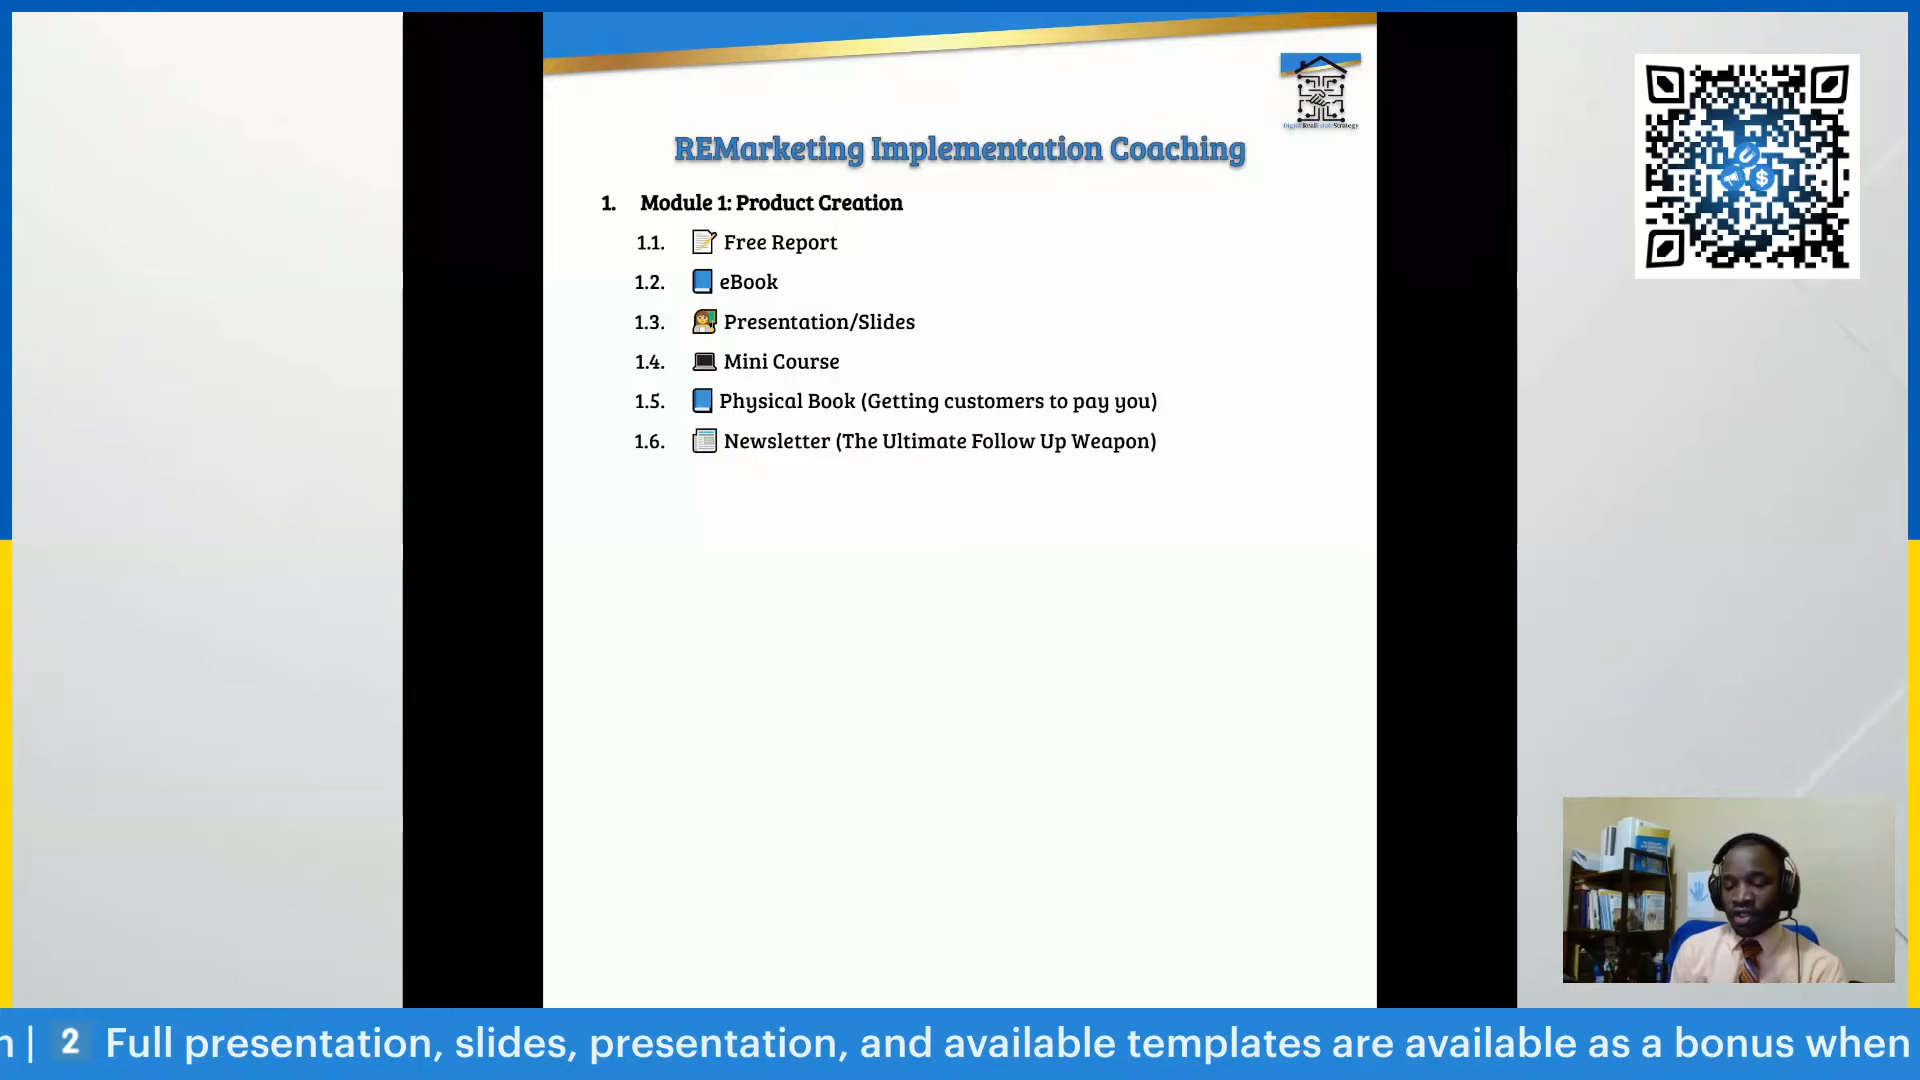 DigitalRealEstateStrategy
REMarketing Implementation Coaching
1. Module 1: Product Creation
1.1. Free Report
1.2. eBook
1.3. Presentation/Slides
1.4. Mini Course
1.5. Physical Book (Getting customers to pay you)
1.6. Newsletter (The Ultimate Follow Up Weapon)
n | 2 Full presentation, slides, presentation, and available templates are available as a bonus when